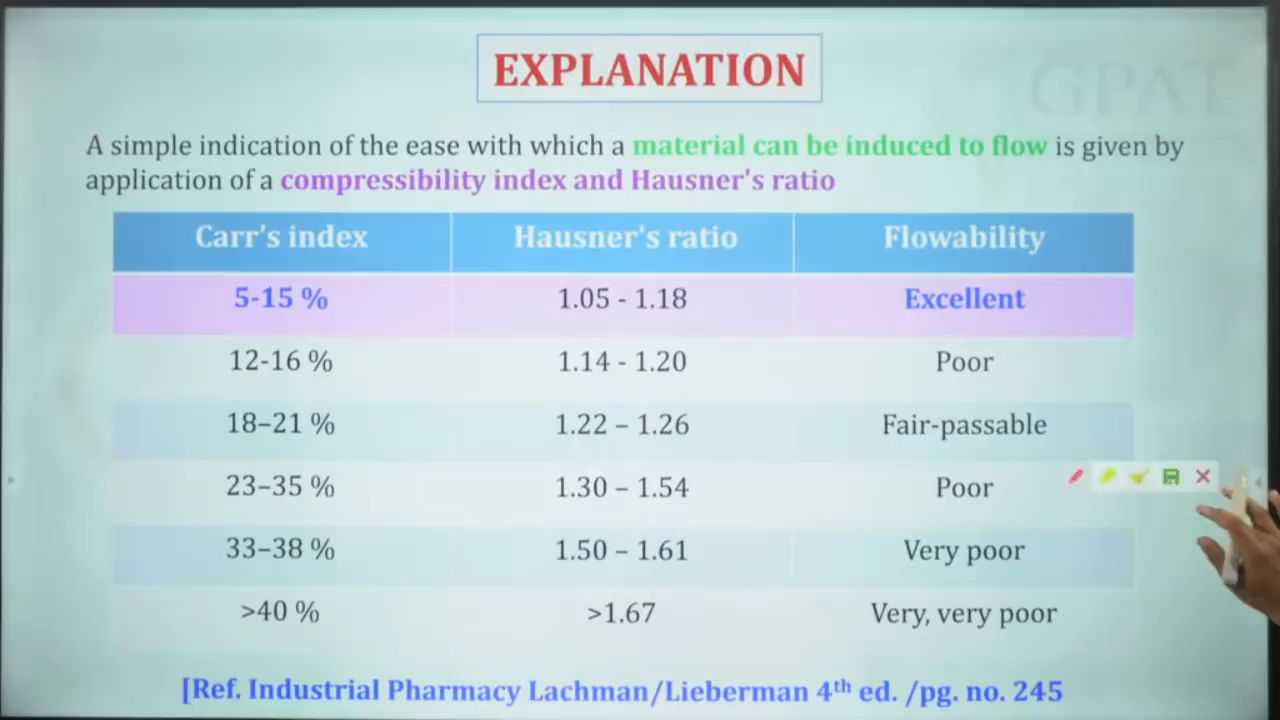 GPAT
EXPLANATION
A simple indication of the ease with which a material can be induced to flow is given by
application of a compressibility index and Hausner's ratio
Carr's index Hausner's ratio Flowability
5-15 % 1.05 - 1.18 Excellent
12-16 % 1.14 - 1.20 Poor
18–21 % 1.22 – 1.26 Fair-passable
23–35 % 1.30 – 1.54 Poor
33–38 % 1.50 – 1.61 Very poor
>40 % >1.67 Very, very poor
[Ref. Industrial Pharmacy Lachman/Lieberman 4th ed. /pg. no. 245